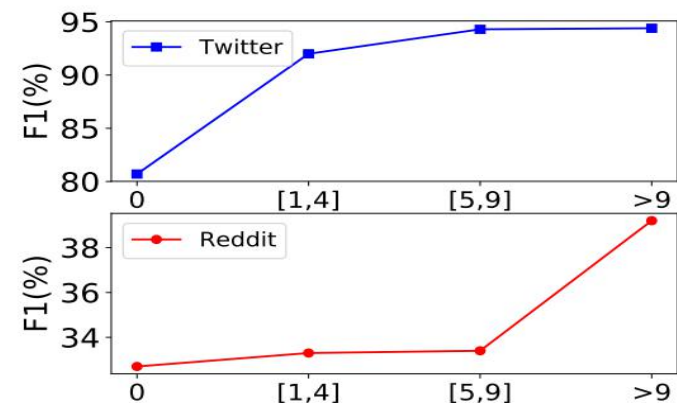 95
Twitter
90
F1(%)
85
80
0 [1,4] [5,9] >9
Reddit
38
F1(%)
36
34
0 [1,4] [5,9] >9